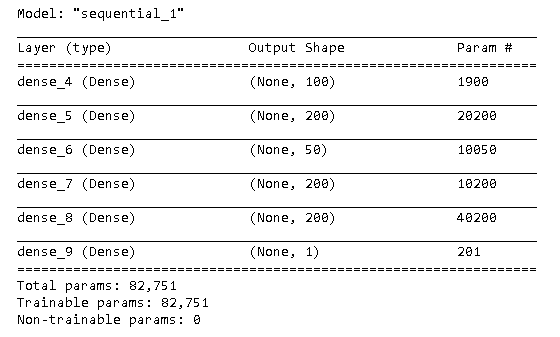 Model: "sequential_1"
Layer (type) Output Shape Param #
dense_4 (Dense) (None, 100) 1900
dense_5 (Dense) (None, 200) 20200
dense_6 (Dense) (None, 50) 10050
dense_7 (Dense) (None, 200) 10200
dense_8 (Dense) (None, 200) 40200
dense_9 (Dense) (None, 1) 201
Total params: 82,751
Trainable params: 82,751
Non-trainable params: 0